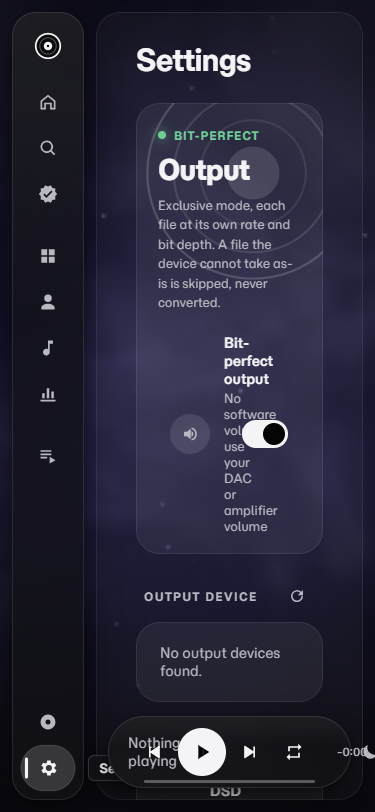 Settings
BIT-PERFECT
Output
Exclusive mode, each
file at its own rate and
bit depth. A file the
device cannot take as-
is is skipped, never
converted.
Bit-
perfect
output
No
software
use
your
DAC
or
amplifier
volume
OUTPUT DEVICE
No output devices
found.
Nothing
playing
-0:00
DSD